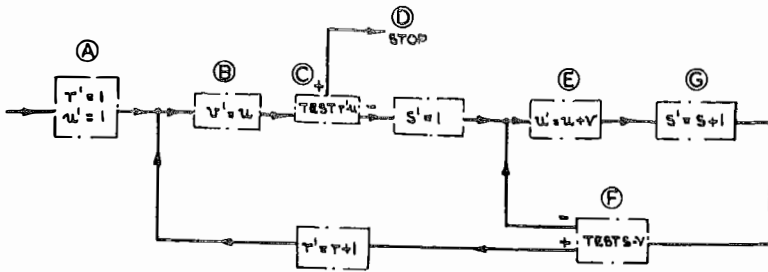 A
r' = 1
u' = 1
B
v' = u
C
TEST r-u
+
-
D
STOP
s' = 1
E
u' = u+v
G
s' = s+1
F
TEST s-v
-
+
r' = r+1